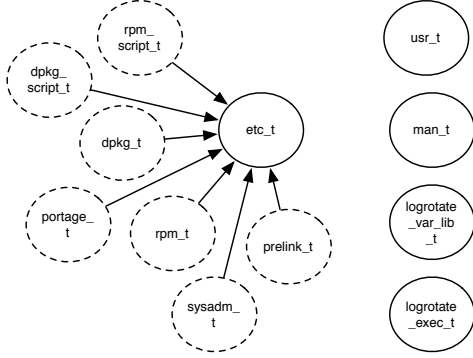 rpm_
script_t
usr_t
dpkg_
script_t
etc_t
man_t
dpkg_t
portage_
t
rpm_t
prelink_t
logrotate
_var_lib
_t
sysadm_
t
logrotate
_exec_t